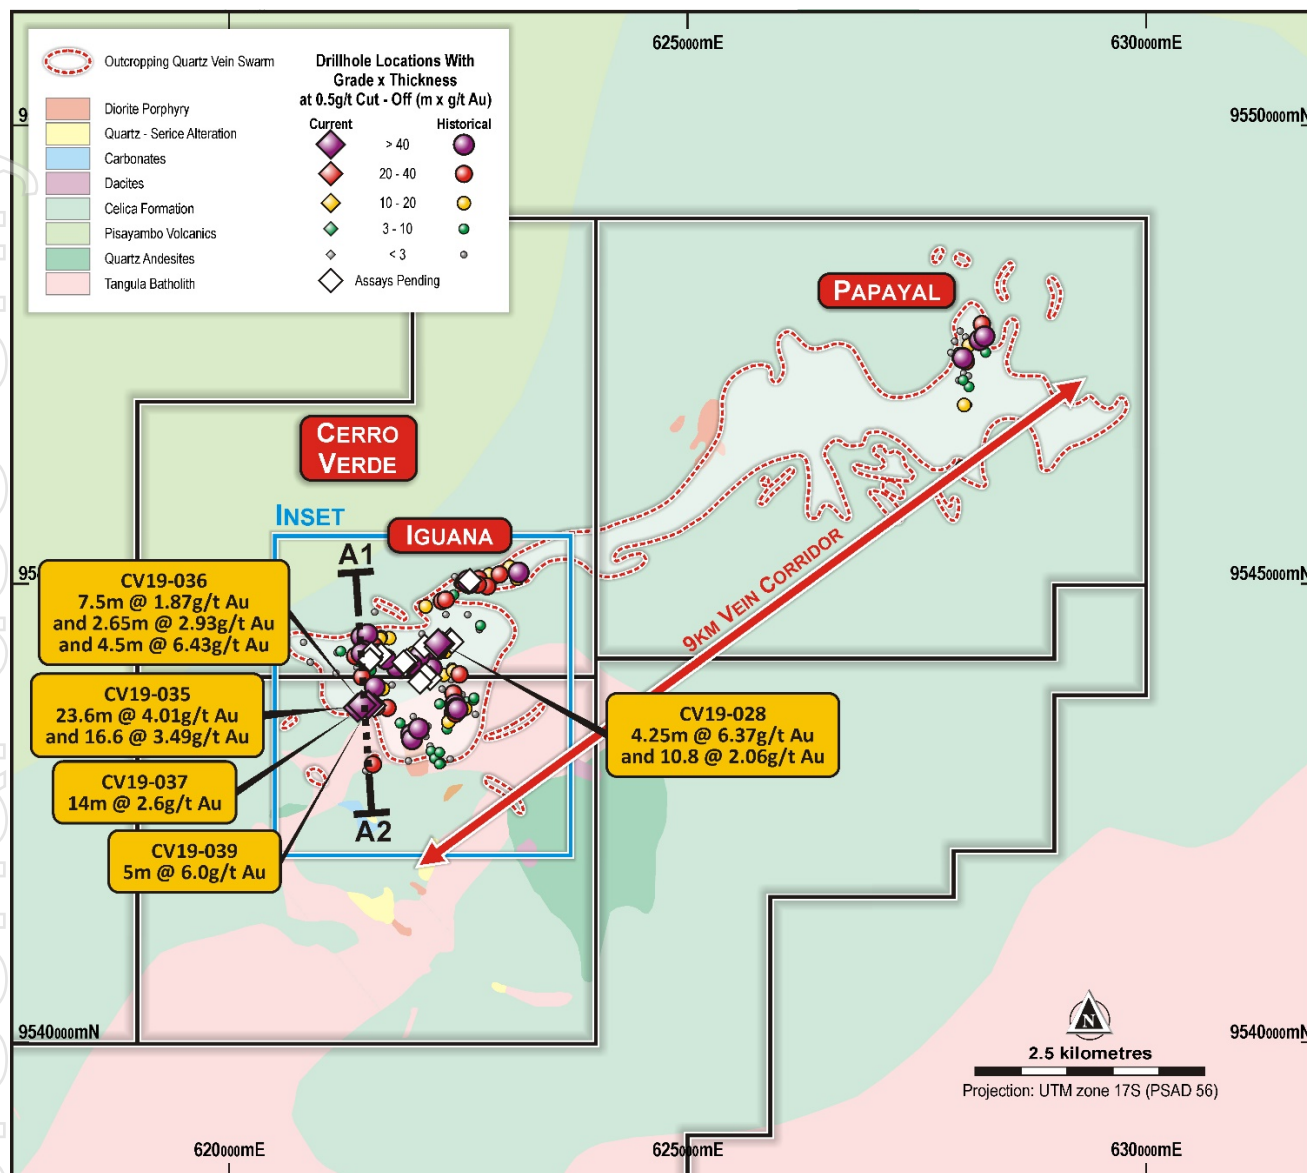 625000mE
630000mE
Outcropping Quartz Vein Swarm
Diorite Porphyry
Quartz - Serice Alteration
Carbonates
Dacites
Celica Formation
Pisayambo Volcanics
Quartz Andesites
Tangula Batholith
Drillhole Locations With
Grade x Thickness
at 0.5g/t Cut - Off (m x g/t Au)
Current
Historical
> 40
20 - 40
10 - 20
3 - 10
< 3
Assays Pending
9550000mN
PAPAYAL
CERRO
VERDE
INSET
IGUANA
A1
A2
9KM VEIN CORRIDOR
9545000mN
CV19-036
7.5m @ 1.87g/t Au
and 2.65m @ 2.93g/t Au
and 4.5m @ 6.43g/t Au
CV19-035
23.6m @ 4.01g/t Au
and 16.6 @ 3.49g/t Au
CV19-037
14m @ 2.6g/t Au
CV19-039
5m @ 6.0g/t Au
CV19-028
4.25m @ 6.37g/t Au
and 10.8 @ 2.06g/t Au
9540000mN
9540000mN
N
2.5 kilometres
Projection: UTM zone 17S (PSAD 56)
620000mE
625000mE
630000mE